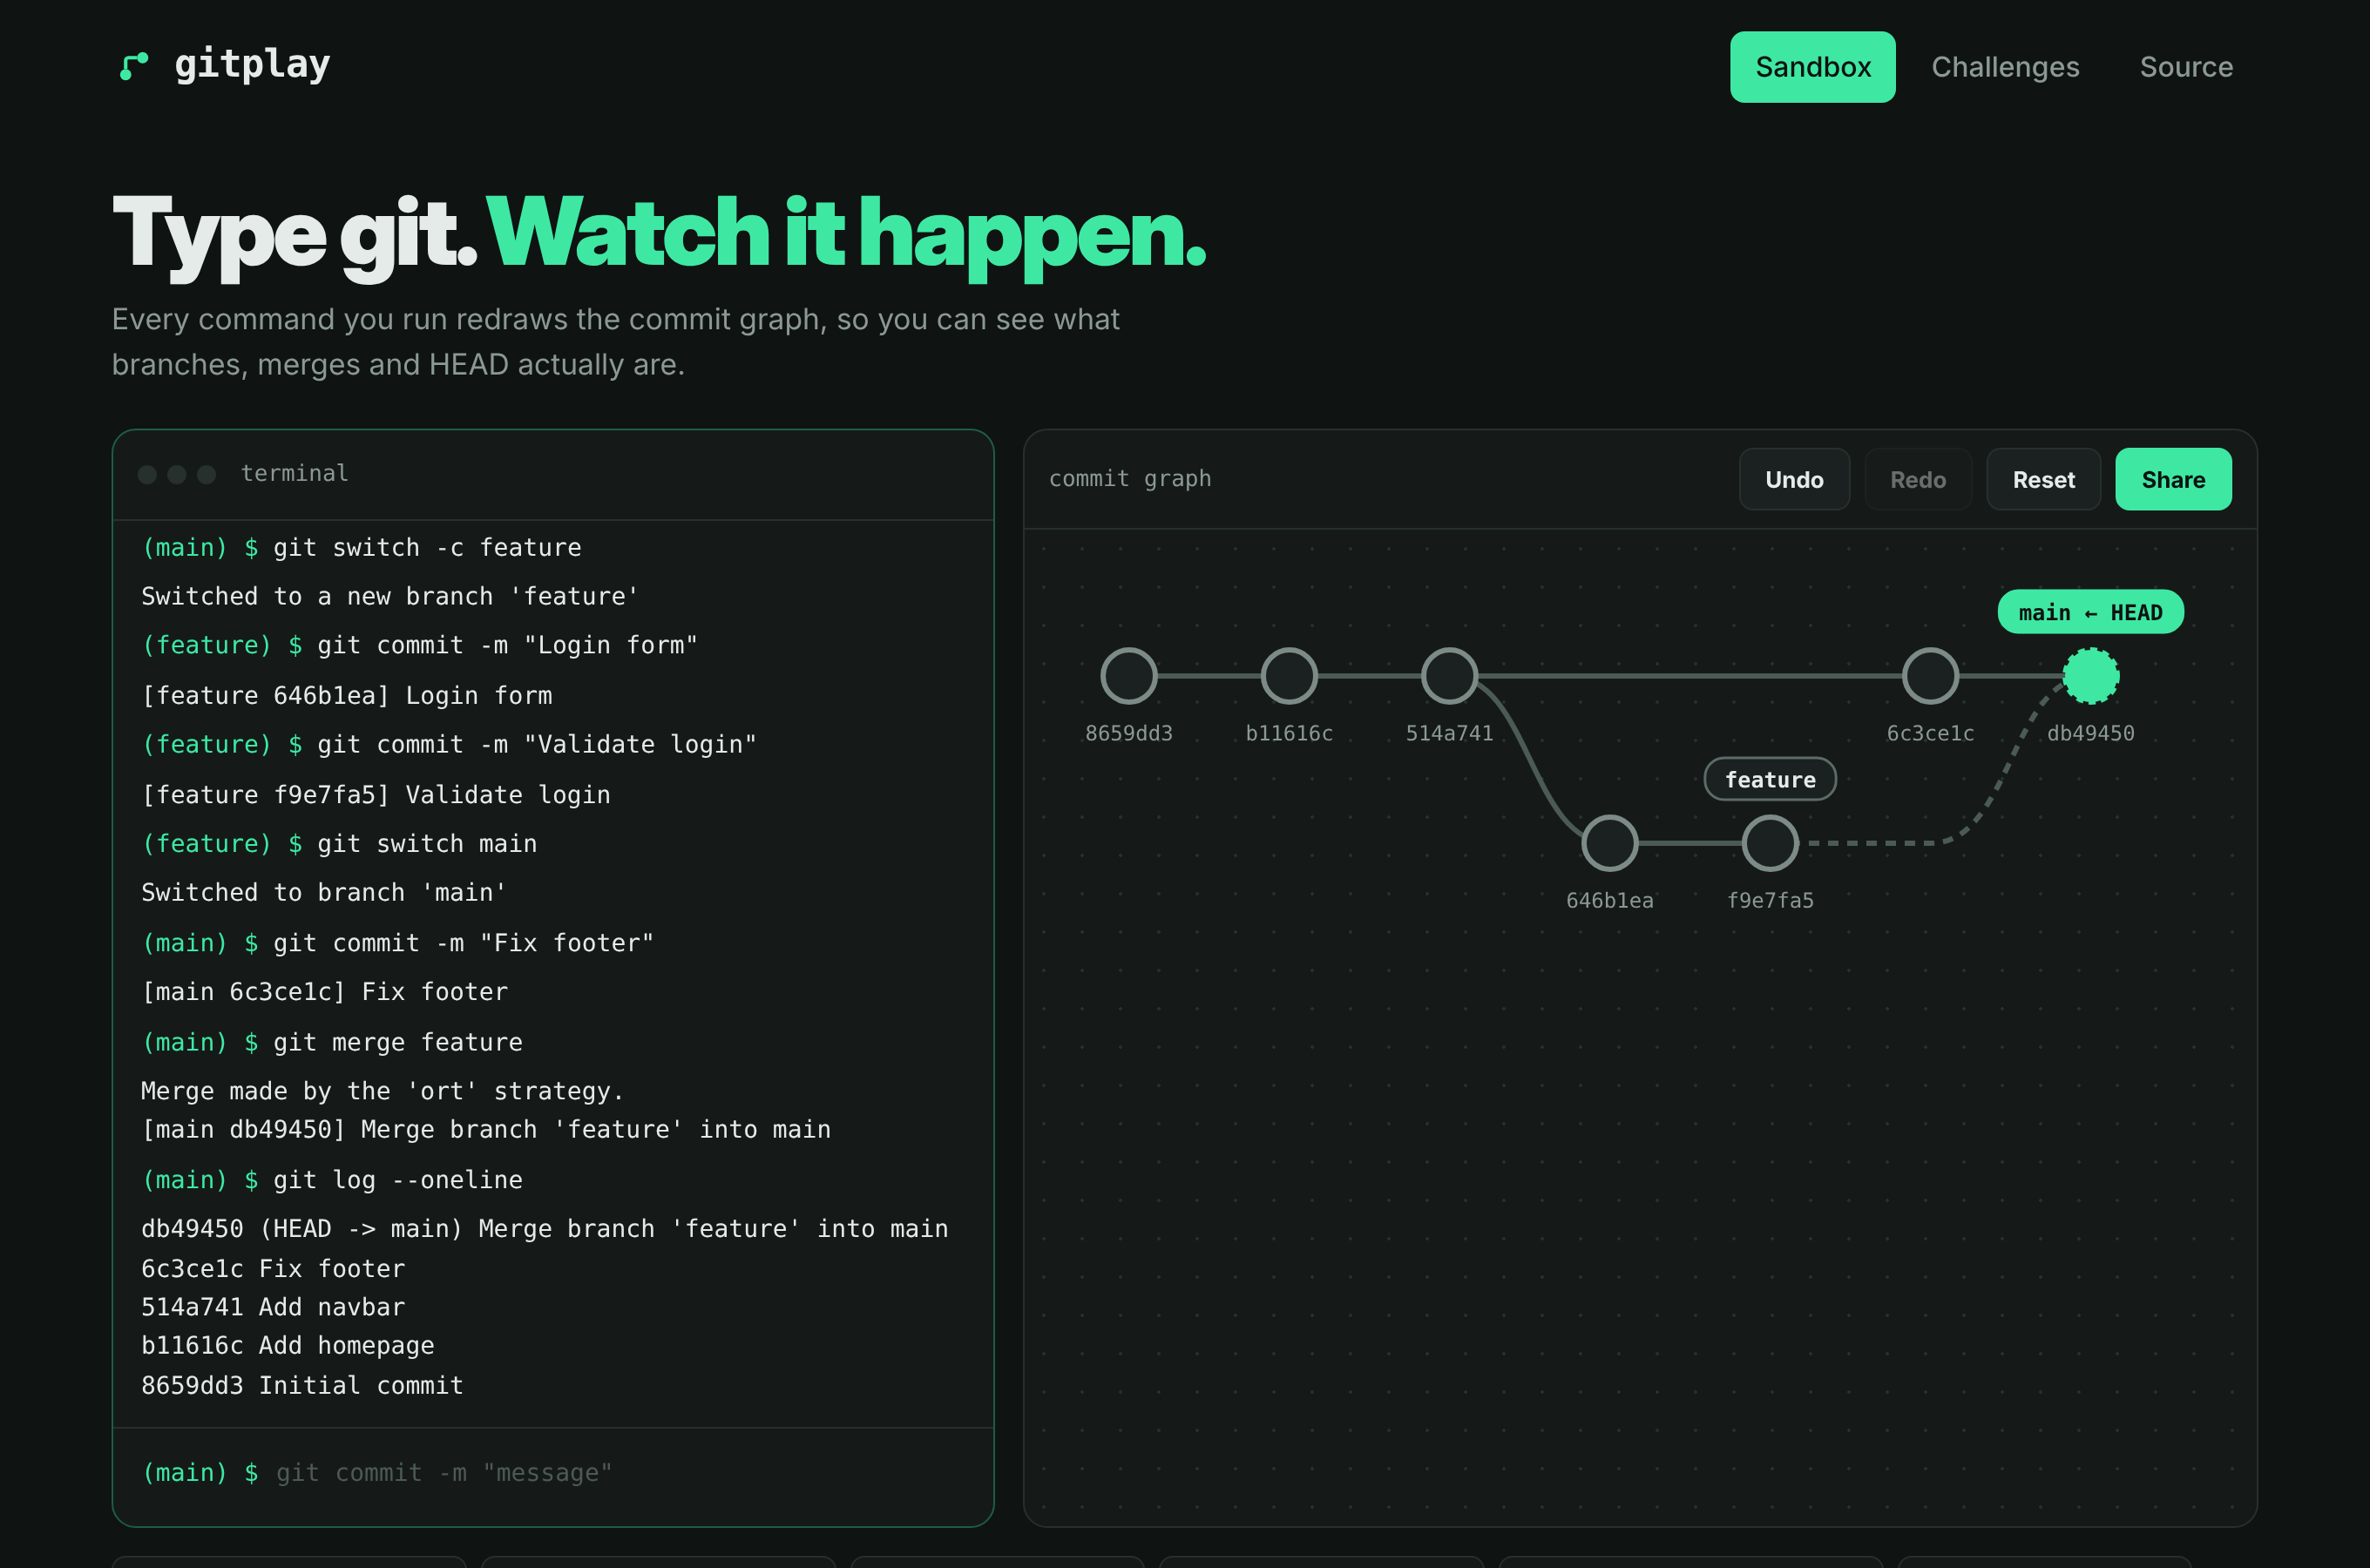 gitplay
Sandbox
Challenges
Source
Type git. Watch it happen.
Every command you run redraws the commit graph, so you can see what
branches, merges and HEAD actually are.
terminal
(main) $ git switch -c feature
Switched to a new branch 'feature'
(feature) $ git commit -m "Login form"
[feature 646b1ea] Login form
(feature) $ git commit -m "Validate login"
[feature f9e7fa5] Validate login
(feature) $ git switch main
Switched to branch 'main'
(main) $ git commit -m "Fix footer"
[main 6c3ce1c] Fix footer
(main) $ git merge feature
Merge made by the 'ort' strategy.
[main db49450] Merge branch 'feature' into main
(main) $ git log --oneline
db49450 (HEAD -> main) Merge branch 'feature' into main
6c3ce1c Fix footer
514a741 Add navbar
b11616c Add homepage
8659dd3 Initial commit
(main) $ git commit -m "message"
commit graph
Undo
Redo
Reset
Share
main ← HEAD
8659dd3
b11616c
514a741
6c3ce1c
db49450
feature
646b1ea
f9e7fa5